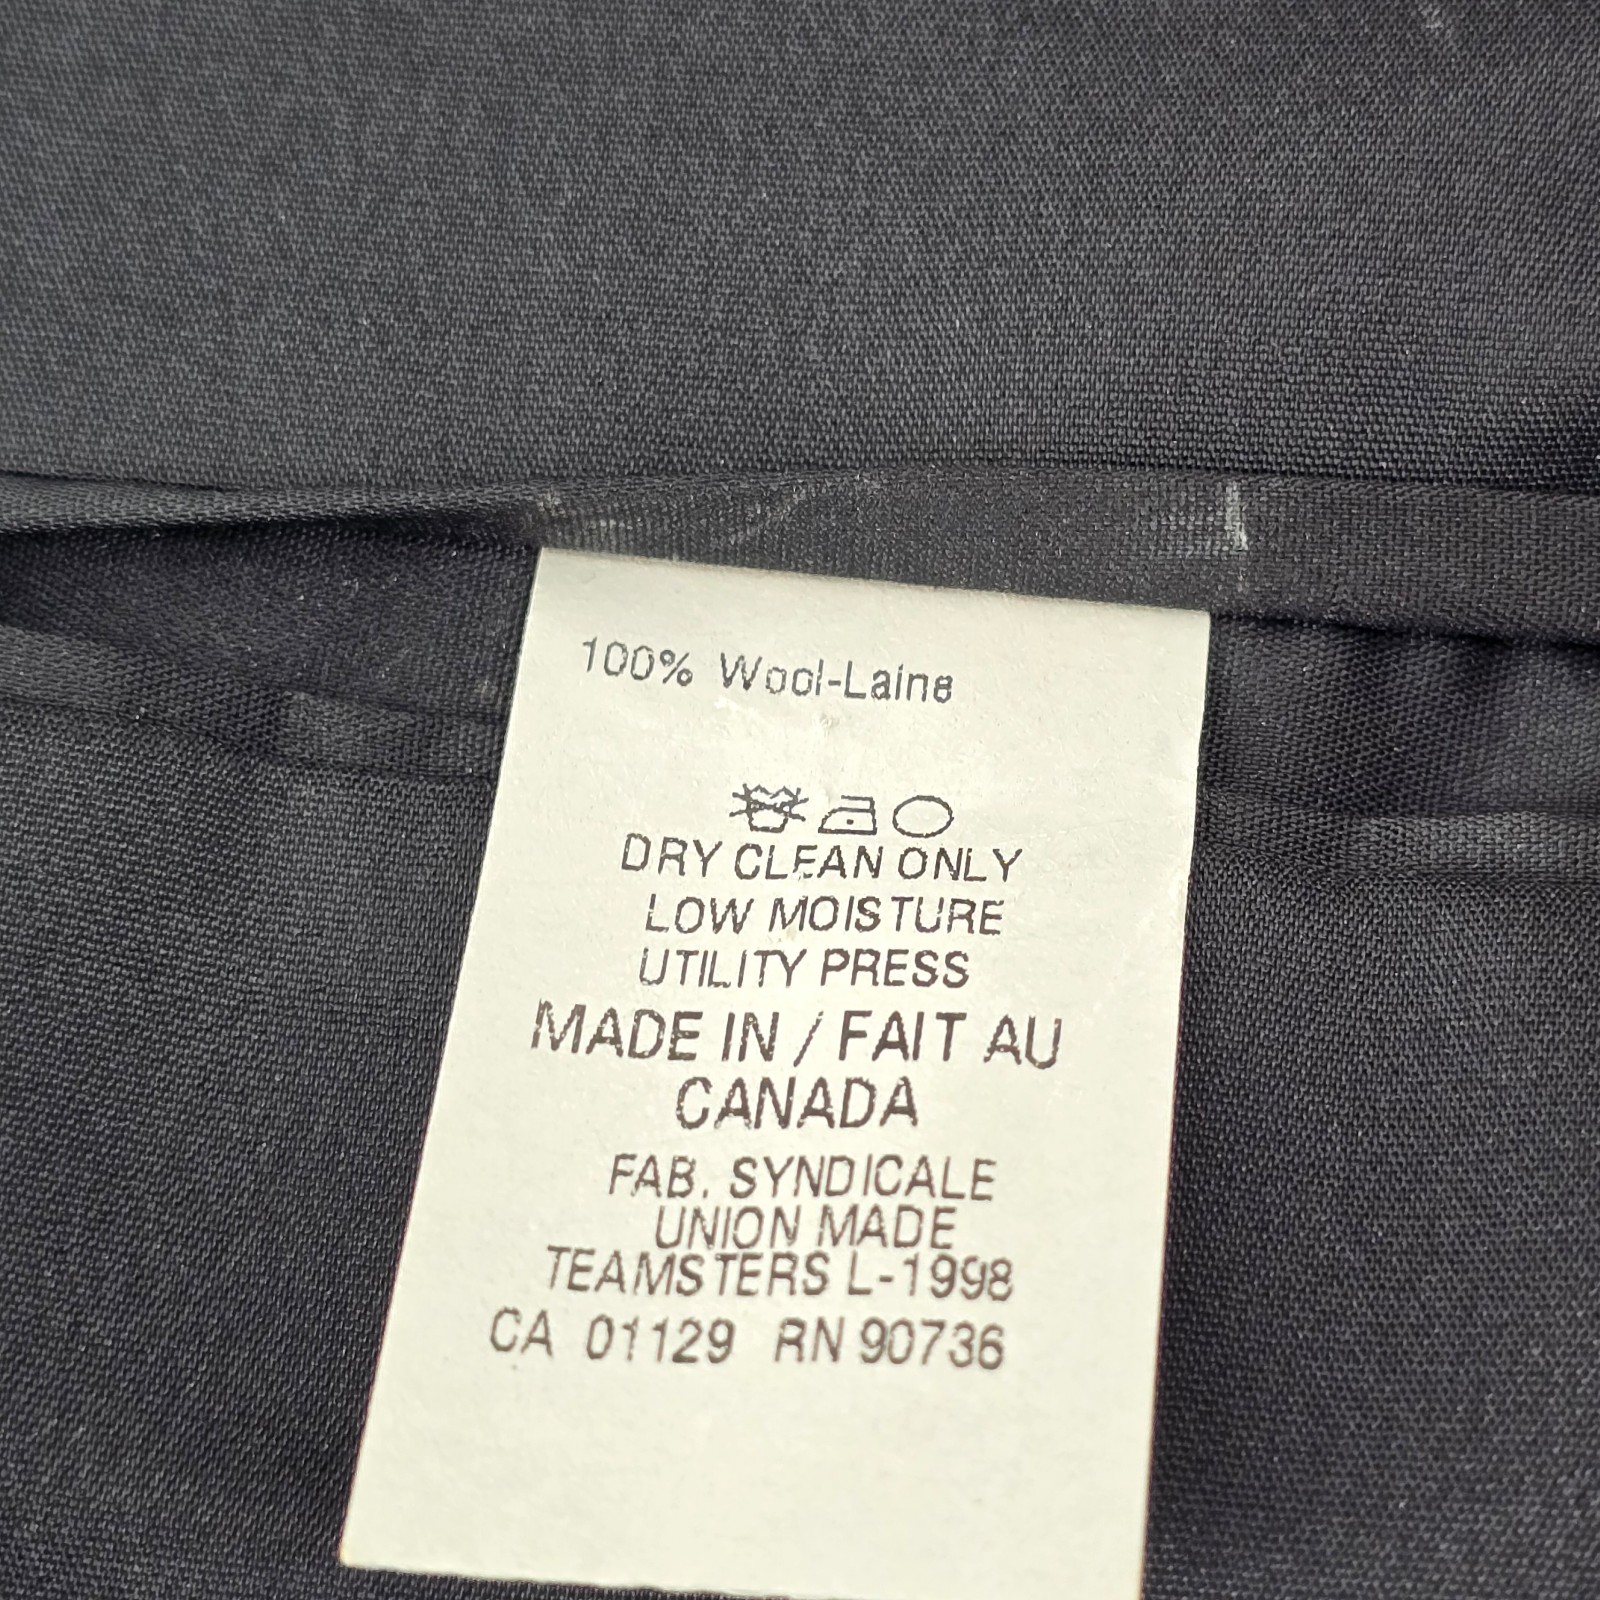 100% Wool-Laine
DRY CLEAN ONLY
LOW MOISTURE
UTILITY PRESS
MADE IN / FAIT AU
CANADA
FAB. SYNDICALE
UNION MADE
TEAMSTERS L-1998
CA 01129 RN 90736